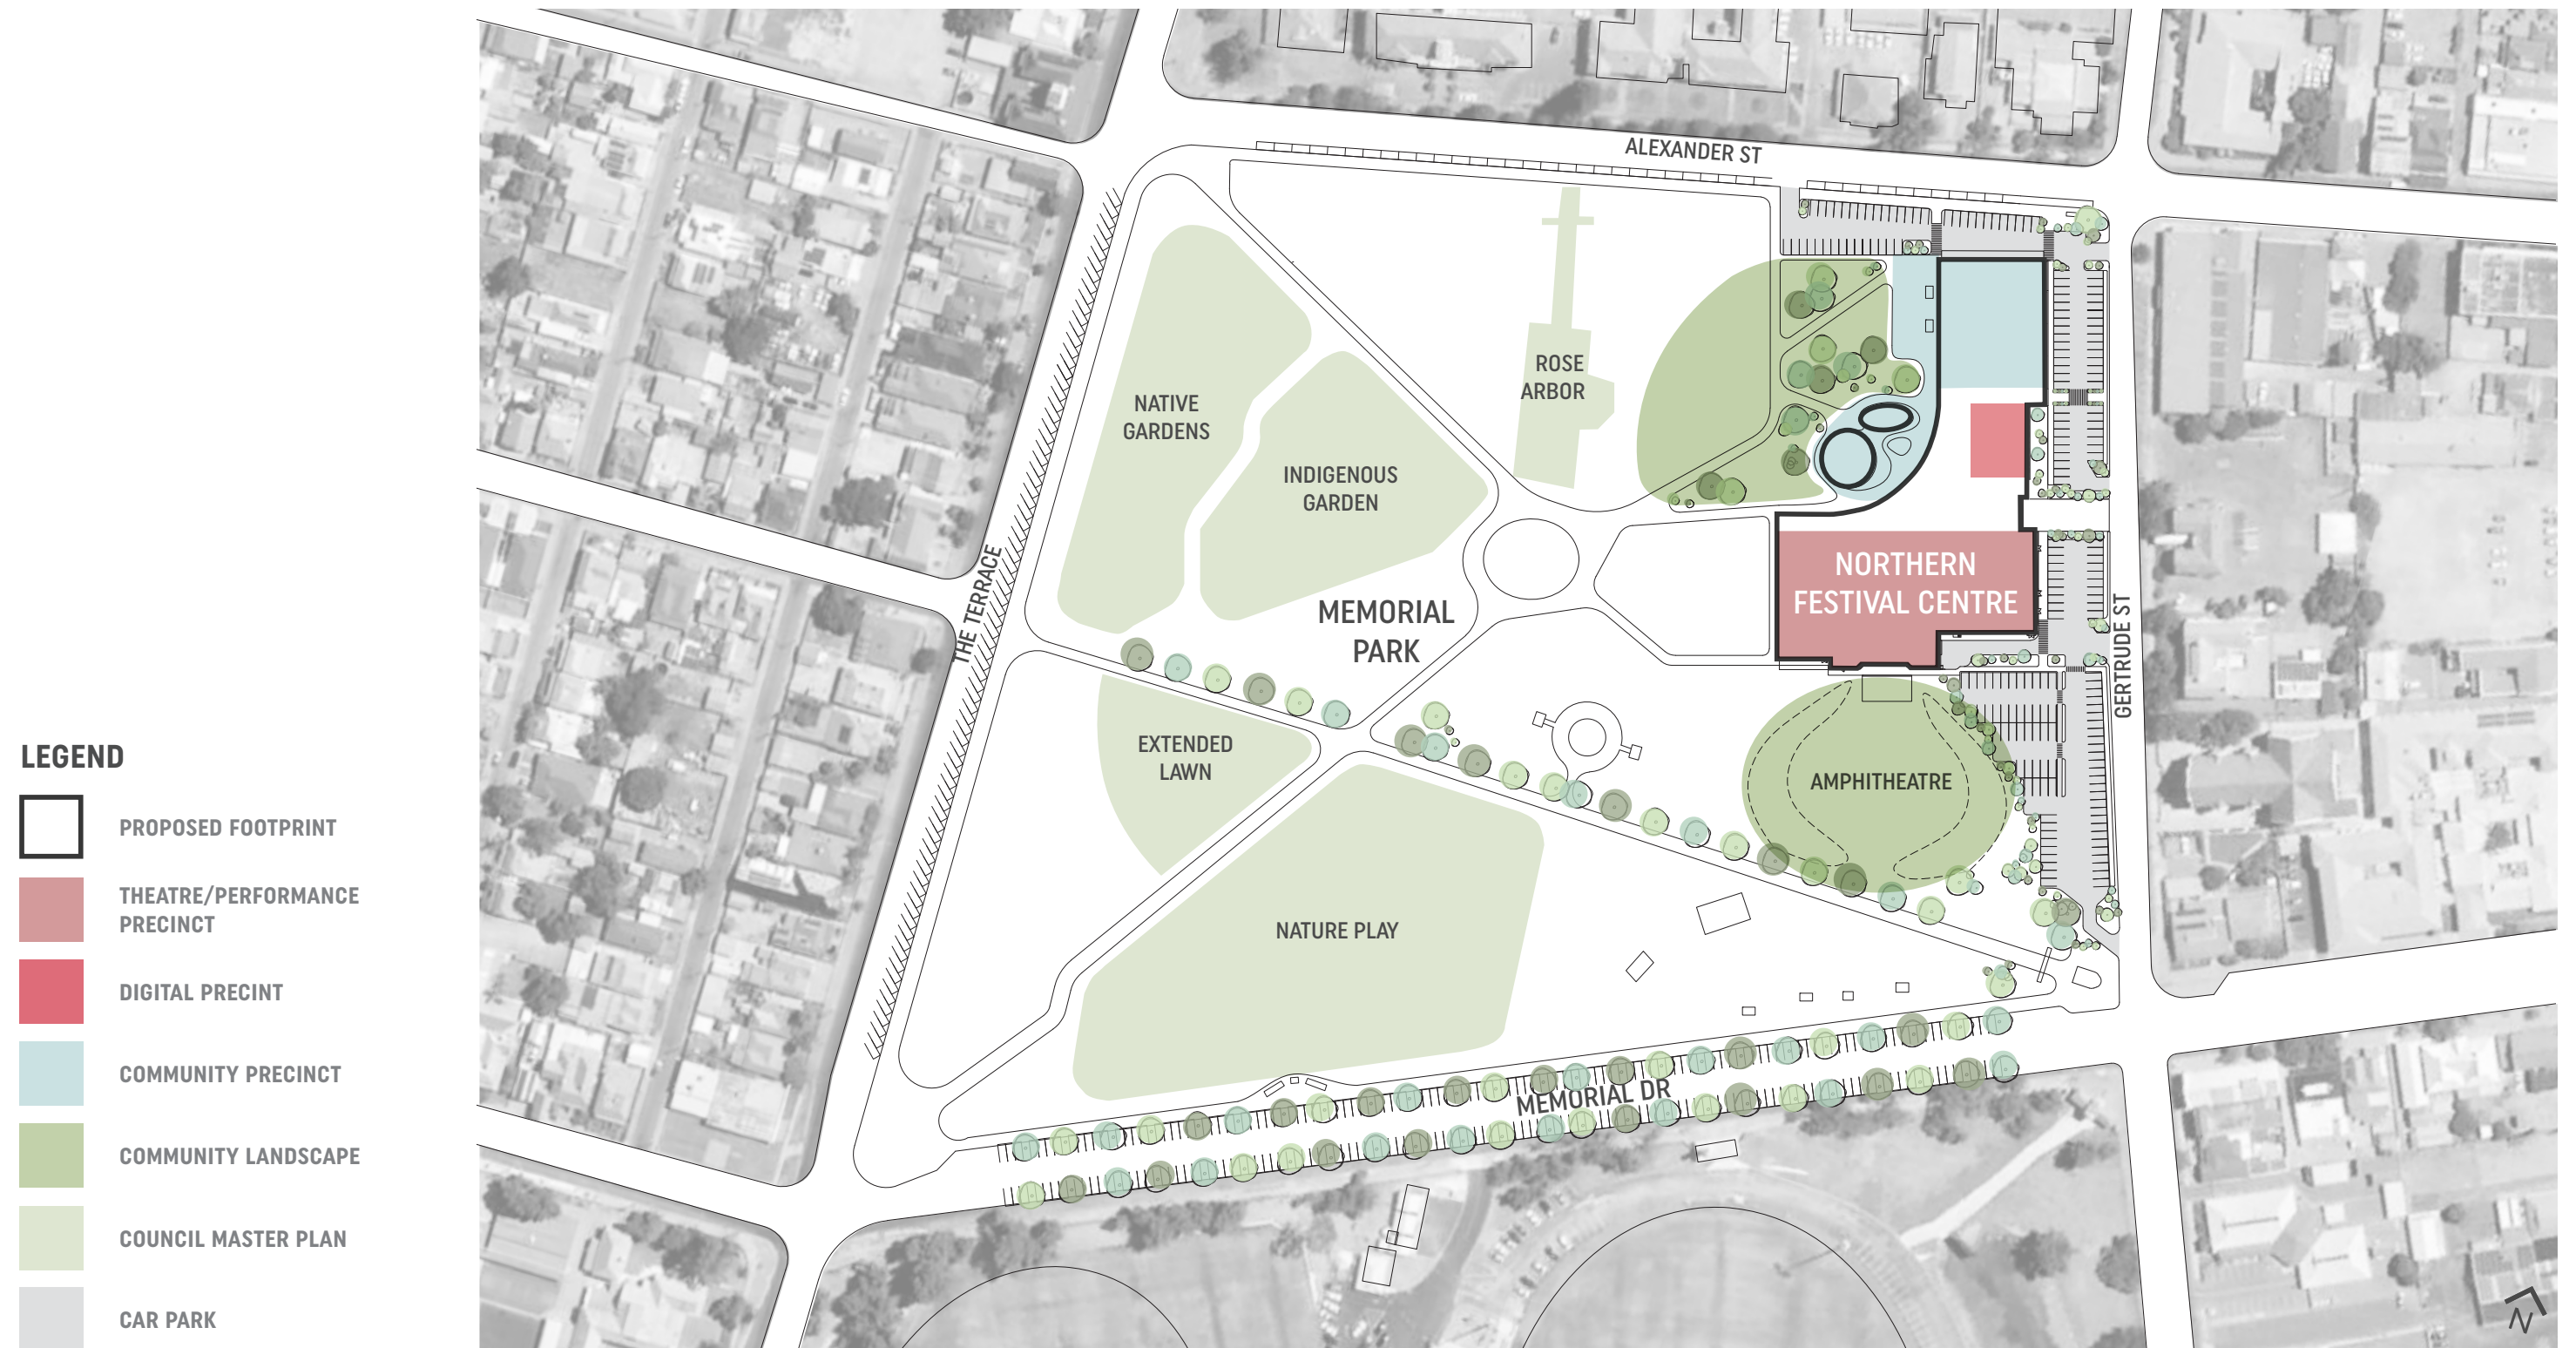 ALEXANDER ST
ROSE
ARBOR
NATIVE
GARDENS
INDIGENOUS
GARDEN
NORTHERN
FESTIVAL CENTRE
THE TERRACE
MEMORIAL
PARK
GERTRUDE ST
EXTENDED
LAWN
AMPHITHEATRE
NATURE PLAY
MEMORIAL DR
LEGEND
PROPOSED FOOTPRINT
THEATRE/PERFORMANCE
PRECINCT
DIGITAL PRECINT
COMMUNITY PRECINCT
COMMUNITY LANDSCAPE
COUNCIL MASTER PLAN
CAR PARK
N